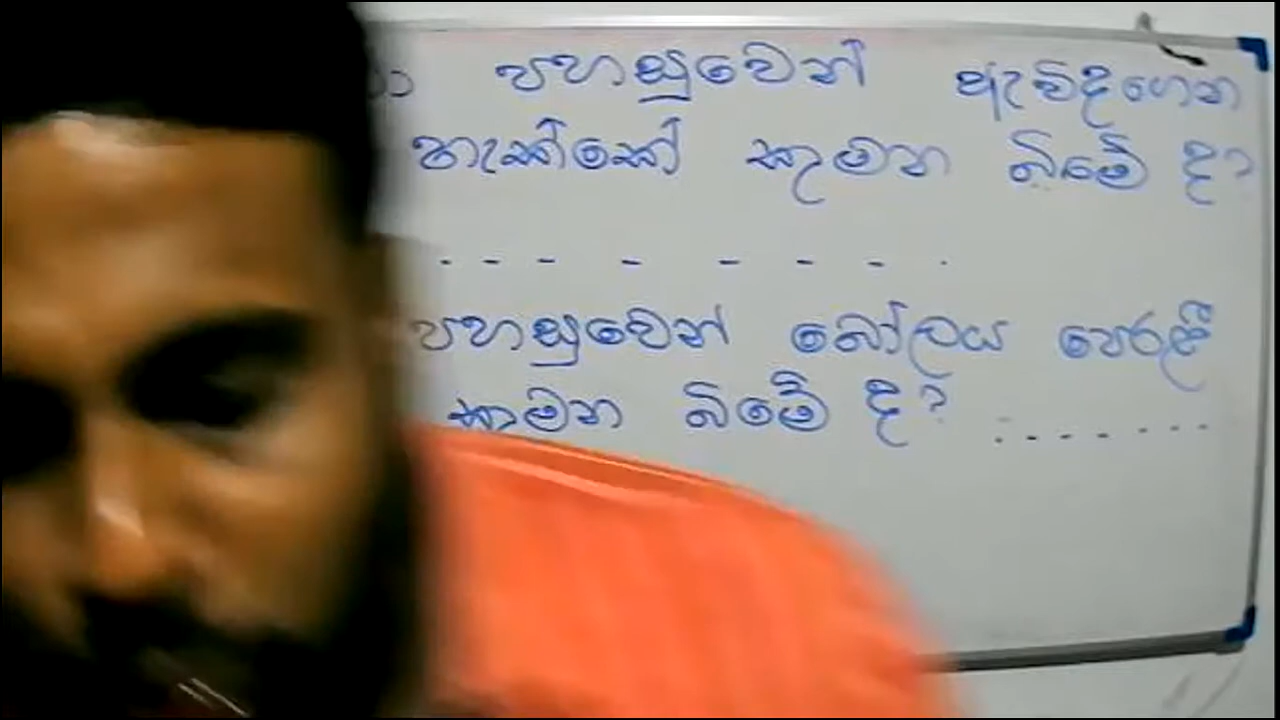 පහසුවෙන් ඇවිදගෙන
හැක්කේ කුමන බිමේ ද?
- - - - - - - -
පහසුවෙන් බෝලය පෙරළී
කුමන බිමේ ද? .......